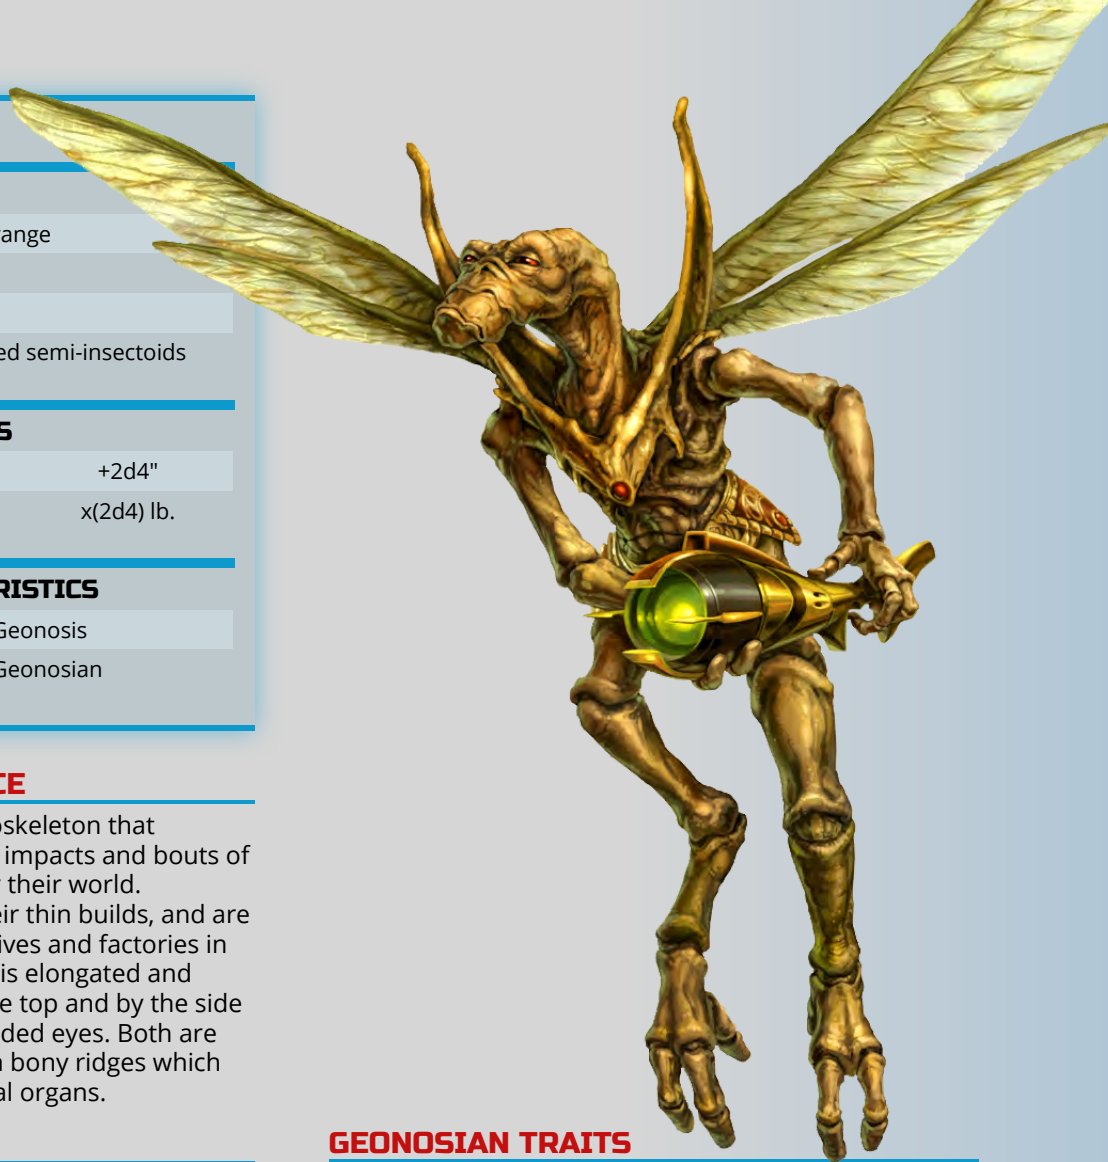 ange
ed semi-insectoids
S
+2d4"
x(2d4) lb.
RISTICS
Geonosis
Geonosian
CE
oskeleton that
impacts and bouts of
their world.
eir thin builds, and are
ives and factories in
is elongated and
e top and by the side
ded eyes. Both are
n bony ridges which
al organs.
GEONOSIAN TRAITS